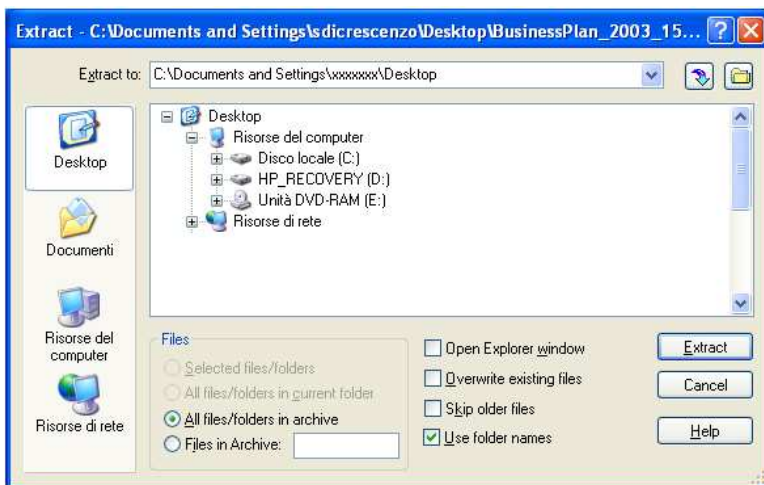 Extract - C:\Documents and Settings\sdicrescenzo\Desktop\BusinessPlan_2003_15...
Extract to: C:\Documents and Settings\xxxxxxx\Desktop
Desktop
Documenti
Risorse del
computer
Risorse di rete
Desktop
Risorse del computer
Disco locale (C:)
HP_RECOVERY (D:)
Unità DVD-RAM (E:)
Risorse di rete
Files
Selected files/folders
All files/folders in current folder
All files/folders in archive
Files in Archive:
Open Explorer window
Overwrite existing files
Skip older files
Use folder names
Extract
Cancel
Help